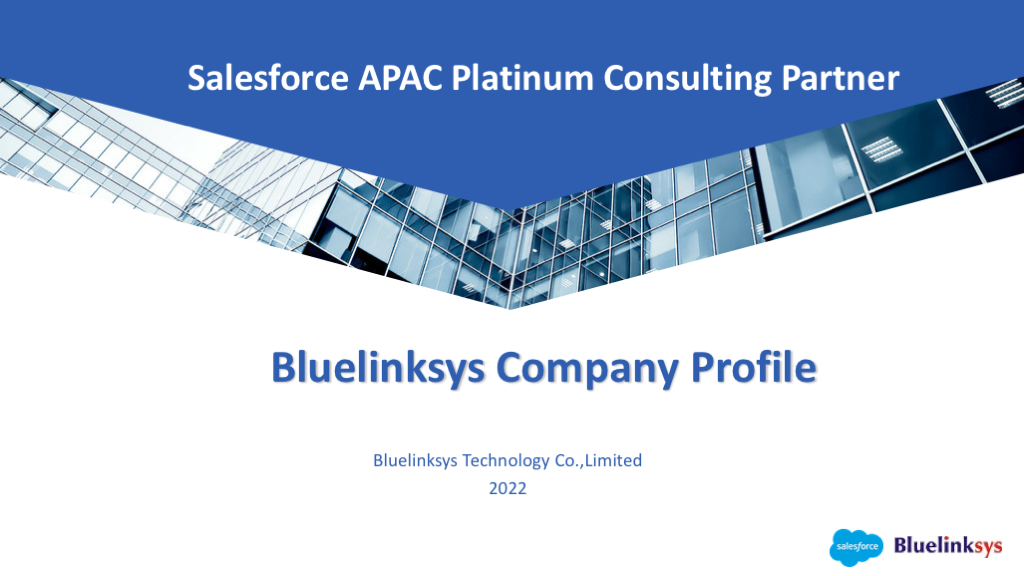 Salesforce APAC Platinum Consulting Partner
Bluelinksys Company Profile
Bluelinksys Technology Co.,Limited
2022
salesforce
Bluelinksys